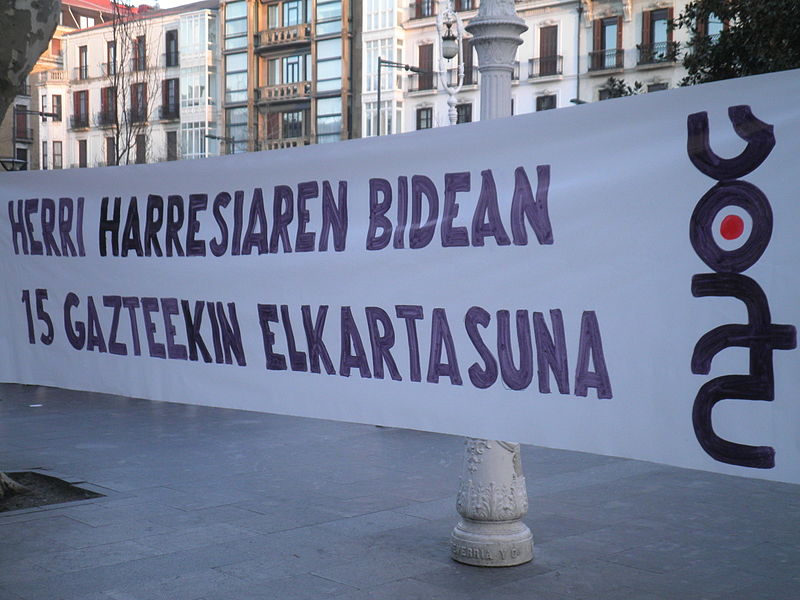 HERRI HARRESIAREN BIDEAN
15 GAZTEEKIN ELKARTASUNA